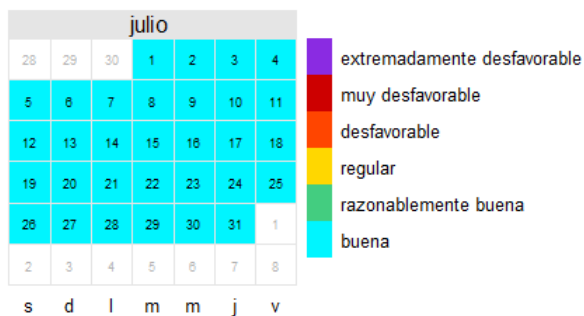 julio
28 29 30 1 2 3 4
5 6 7 8 9 10 11
12 13 14 15 16 17 18
19 20 21 22 23 24 25
26 27 28 29 30 31 1
2 3 4 5 6 7 8
s d l m m j v
extremadamente desfavorable
muy desfavorable
desfavorable
regular
razonablemente buena
buena